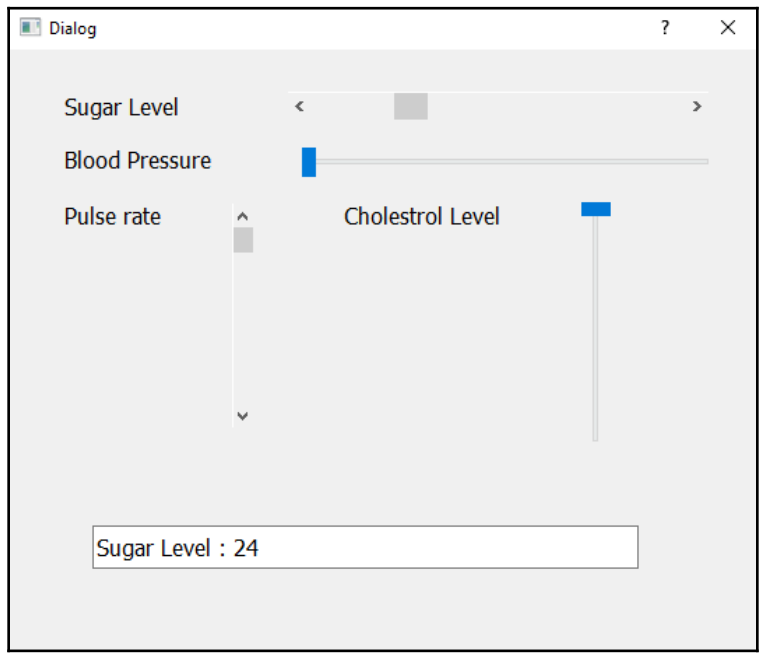 Dialog
Sugar Level
Blood Pressure
Pulse rate
Cholestrol Level
Sugar Level : 24